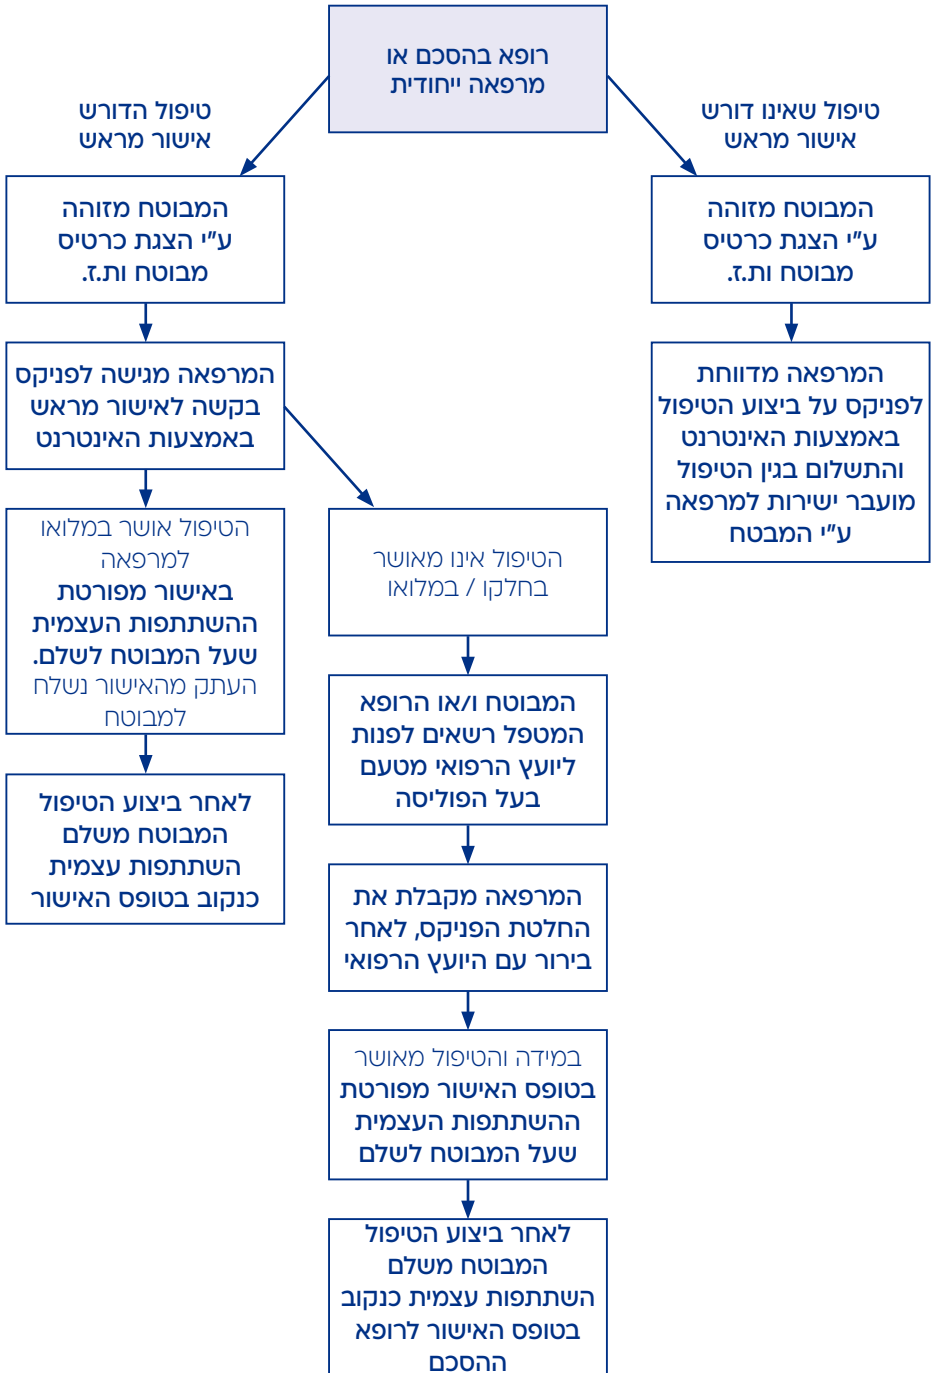 רופא בהסכם או
מרפאה ייחודית
טיפול שאינו דורש
אישור מראש
המבוטח מזוהה
ע"י הצגת כרטיס
מבוטח ות.ז.
המרפאה מדווחת
לפניקס על ביצוע הטיפול
באמצעות האינטרנט
והתשלום בגין הטיפול
מועבר ישירות למרפאה
ע"י המבטח
טיפול הדורש
אישור מראש
המבוטח מזוהה
ע"י הצגת כרטיס
מבוטח ות.ז.
המרפאה מגישה לפניקס
בקשה לאישור מראש
באמצעות האינטרנט
הטיפול אושר במלואו
למרפאה
באישור מפורטת
ההשתתפות העצמית
שעל המבוטח לשלם.
העתק מהאישור נשלח
למבוטח
לאחר ביצוע הטיפול
המבוטח משלם
השתתפות עצמית
כנקוב בטופס האישור
הטיפול אינו מאושר
בחלקו / במלואו
המבוטח ו/או הרופא
המטפל רשאים לפנות
ליועץ הרפואי מטעם
בעל הפוליסה
המרפאה מקבלת את
החלטת הפניקס, לאחר
בירור עם היועץ הרפואי
במידה והטיפול מאושר
בטופס האישור מפורטת
ההשתתפות העצמית
שעל המבוטח לשלם
לאחר ביצוע הטיפול
המבוטח משלם
השתתפות עצמית כנקוב
בטופס האישור לרופא
ההסכם